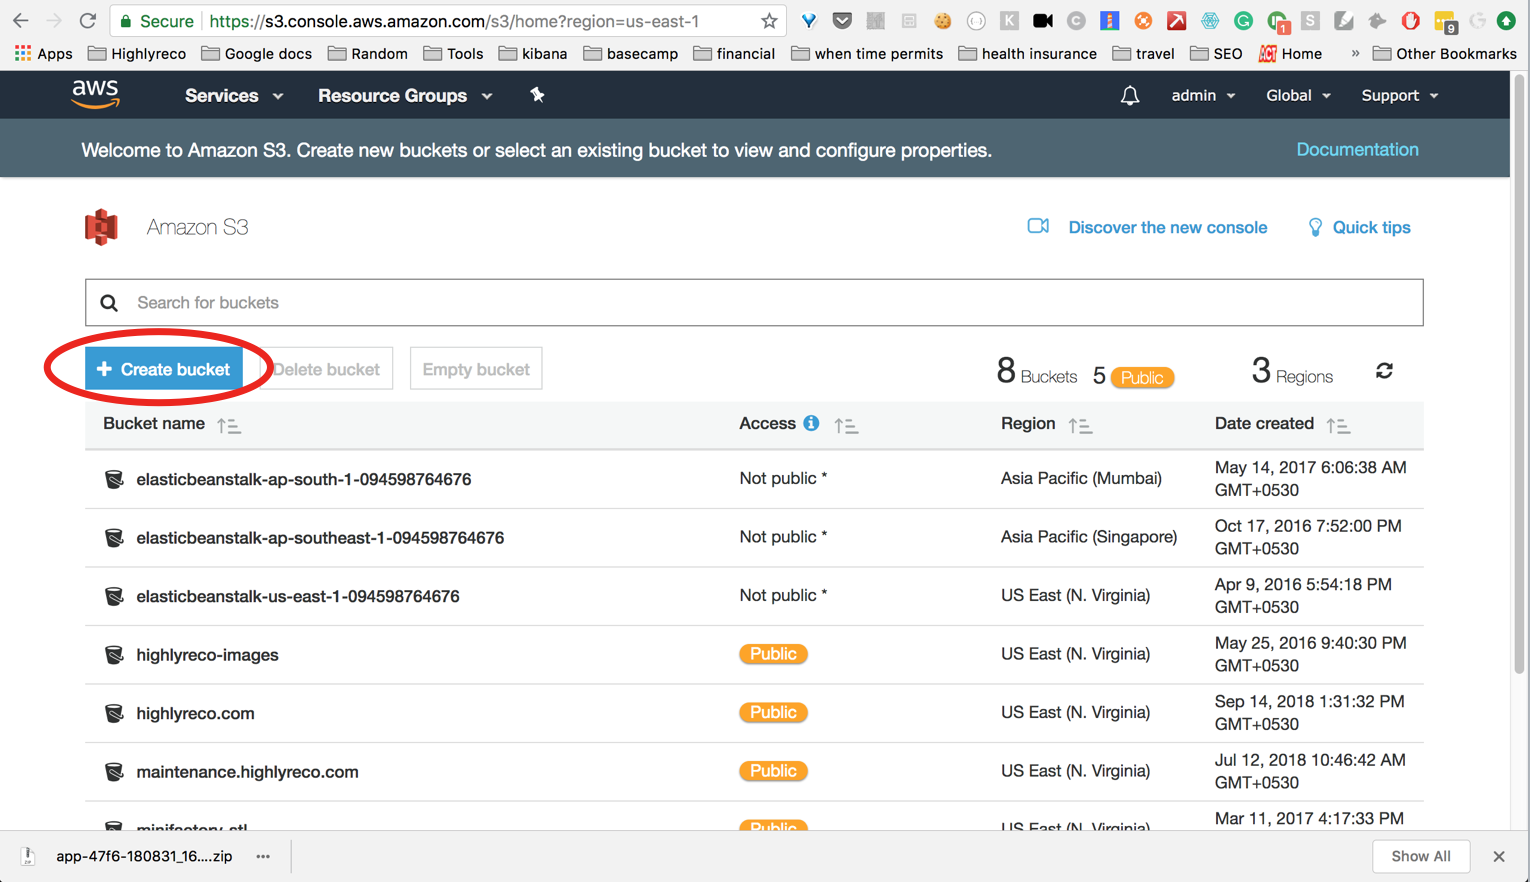 Secure https://s3.console.aws.amazon.com/s3/home?region=us-east-1
K C S 1 9 G
Apps Highlyreco Google docs Random Tools kibana basecamp financial when time permits health insurance travel SEO ACT Home » Other Bookmarks
aws Services Resource Groups admin Global Support
Welcome to Amazon S3. Create new buckets or select an existing bucket to view and configure properties. Documentation
Amazon S3 Discover the new console Quick tips
Search for buckets
+ Create bucket Delete bucket Empty bucket 8 Buckets 5 Public 3 Regions
Bucket name Access Region Date created
elasticbeanstalk-ap-south-1-094598764676 Not public * Asia Pacific (Mumbai) May 14, 2017 6:06:38 AM
GMT+0530
elasticbeanstalk-ap-southeast-1-094598764676 Not public * Asia Pacific (Singapore) Oct 17, 2016 7:52:00 PM
GMT+0530
elasticbeanstalk-us-east-1-094598764676 Not public * US East (N. Virginia) Apr 9, 2016 5:54:18 PM
GMT+0530
highlyreco-images Public US East (N. Virginia) May 25, 2016 9:40:30 PM
GMT+0530
highlyreco.com Public US East (N. Virginia) Sep 14, 2018 1:31:32 PM
GMT+0530
maintenance.highlyreco.com Public US East (N. Virginia) Jul 12, 2018 10:46:42 AM
GMT+0530
minifactory-stl Public US East (N. Virginia) Mar 11, 2017 4:17:33 PM
app-47f6-180831_16....zip ... Show All